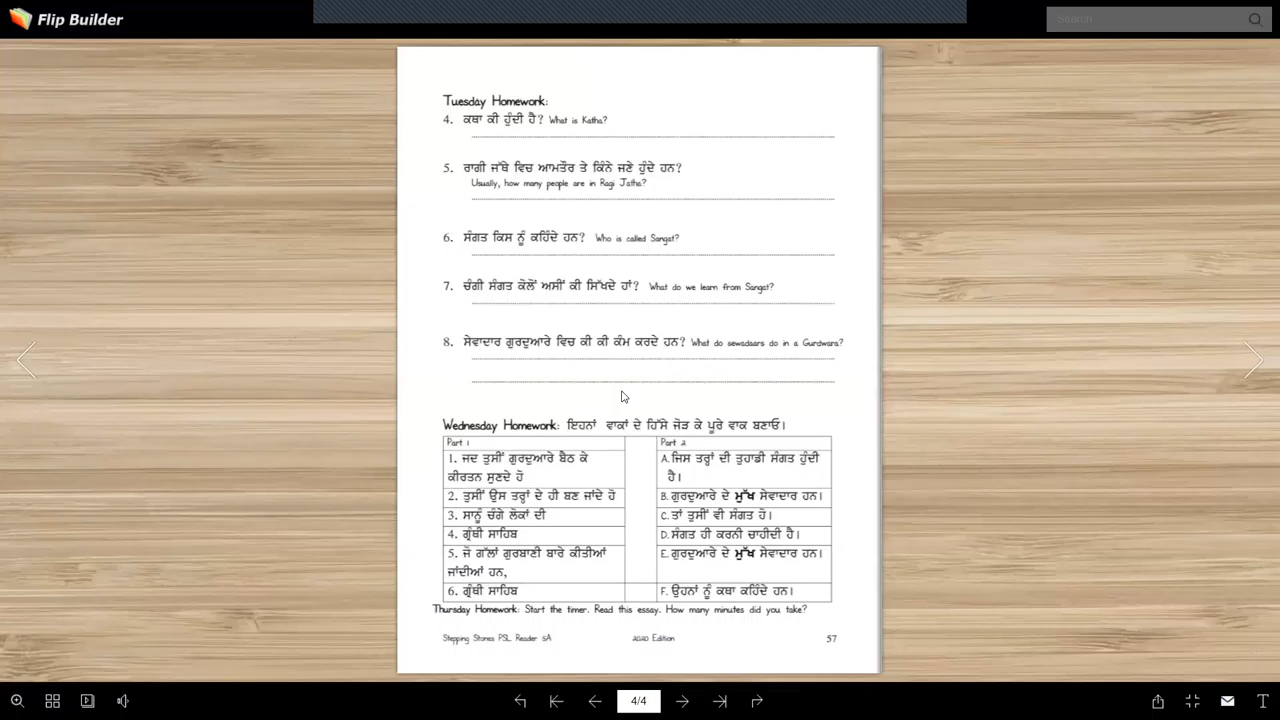 Flip Builder
Search
Tuesday Homework:
4. ਕਥਾ ਕੀ ਹੁੰਦੀ ਹੈ? What is Katha?
5. ਰਾਗੀ ਜੱਥੇ ਵਿਚ ਆਮਤੌਰ ਤੇ ਕਿੰਨੇ ਜਣੇ ਹੁੰਦੇ ਹਨ?
Usually, how many people are in Ragi Jatha?
6. ਸੰਗਤ ਕਿਸ ਨੂੰ ਕਹਿੰਦੇ ਹਨ? Who is called Sangat?
7. ਚੰਗੀ ਸੰਗਤ ਕੋਲੋਂ ਅਸੀਂ ਕੀ ਸਿੱਖਦੇ ਹਾਂ? What do we learn from Sangat?
8. ਸੇਵਾਦਾਰ ਗੁਰਦੁਆਰੇ ਵਿਚ ਕੀ ਕੀ ਕੰਮ ਕਰਦੇ ਹਨ? What do sewadaars do in a Gurdwara?
Wednesday Homework: ਇਹਨਾਂ ਵਾਕਾਂ ਦੇ ਹਿੱਸੇ ਜੋੜ ਕੇ ਪੂਰੇ ਵਾਕ ਬਣਾਓ।
Part 1
1. ਜਦ ਤੁਸੀਂ ਗੁਰਦੁਆਰੇ ਬੈਠ ਕੇ
ਕੀਰਤਨ ਸੁਣਦੇ ਹੋ
2. ਤੁਸੀਂ ਉਸ ਤਰ੍ਹਾਂ ਦੇ ਹੀ ਬਣ ਜਾਂਦੇ ਹੋ
3. ਸਾਨੂੰ ਚੰਗੇ ਲੋਕਾਂ ਦੀ
4. ਗ੍ਰੰਥੀ ਸਾਹਿਬ
5. ਜੋ ਗੱਲਾਂ ਗੁਰਬਾਣੀ ਬਾਰੇ ਕੀਤੀਆਂ
ਜਾਂਦੀਆਂ ਹਨ,
6. ਗ੍ਰੰਥੀ ਸਾਹਿਬ
Part 2
A. ਜਿਸ ਤਰ੍ਹਾਂ ਦੀ ਤੁਹਾਡੀ ਸੰਗਤ ਹੁੰਦੀ
ਹੈ।
B. ਗੁਰਦੁਆਰੇ ਦੇ ਮੁੱਖ ਸੇਵਾਦਾਰ ਹਨ।
C. ਤਾਂ ਤੁਸੀਂ ਵੀ ਸੰਗਤ ਹੋ।
D. ਸੰਗਤ ਹੀ ਕਰਨੀ ਚਾਹੀਦੀ ਹੈ।
E. ਗੁਰਦੁਆਰੇ ਦੇ ਮੁੱਖ ਸੇਵਾਦਾਰ ਹਨ।
F. ਉਹਨਾਂ ਨੂੰ ਕਥਾ ਕਹਿੰਦੇ ਹਨ।
Thursday Homework: Start the timer. Read this essay. How many minutes did you take?
Stepping Stones PSL Reader 5A 2020 Edition 57
4/4